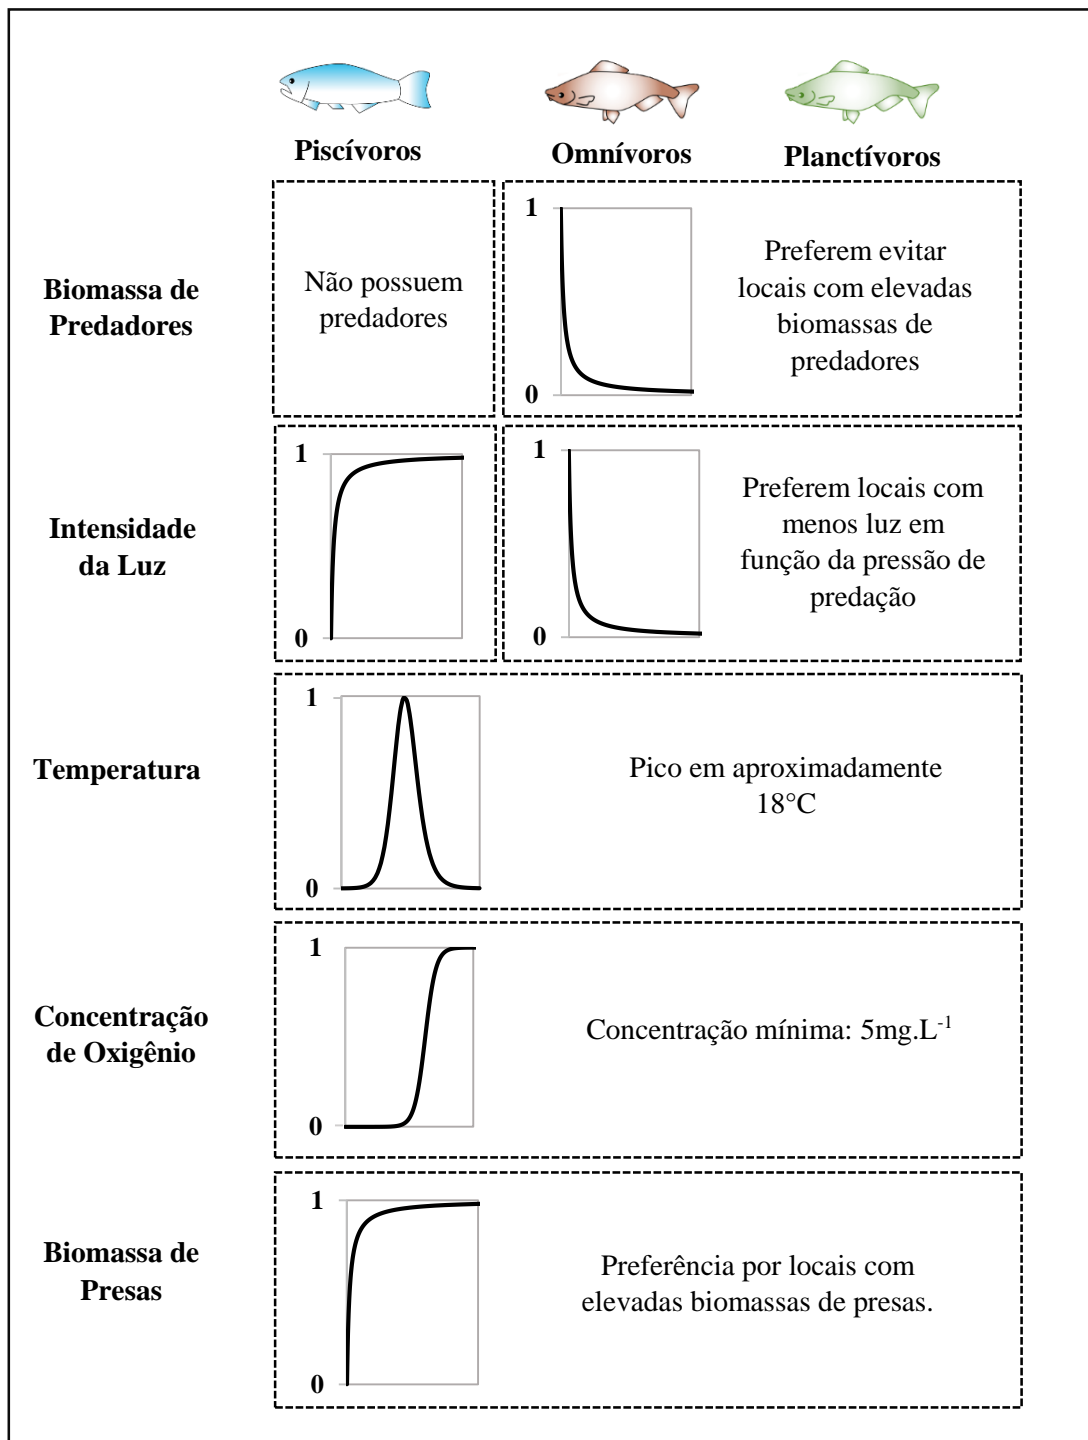 Piscívoros
Omnívoros
Planctívoros
Biomassa de
Predadores
Não possuem
predadores
1
0
Preferem evitar
locais com elevadas
biomassas de
predadores
Intensidade
da Luz
1
0
1
0
Preferem locais com
menos luz em
função da pressão de
predação
Temperatura
1
0
Pico em aproximadamente
18°C
Concentração
de Oxigênio
1
0
Concentração mínima: 5mg.L-1
Biomassa de
Presas
1
0
Preferência por locais com
elevadas biomassas de presas.